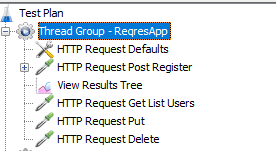 Test Plan
Thread Group - ReqresApp
HTTP Request Defaults
HTTP Request Post Register
View Results Tree
HTTP Request Get List Users
HTTP Request Put
HTTP Request Delete